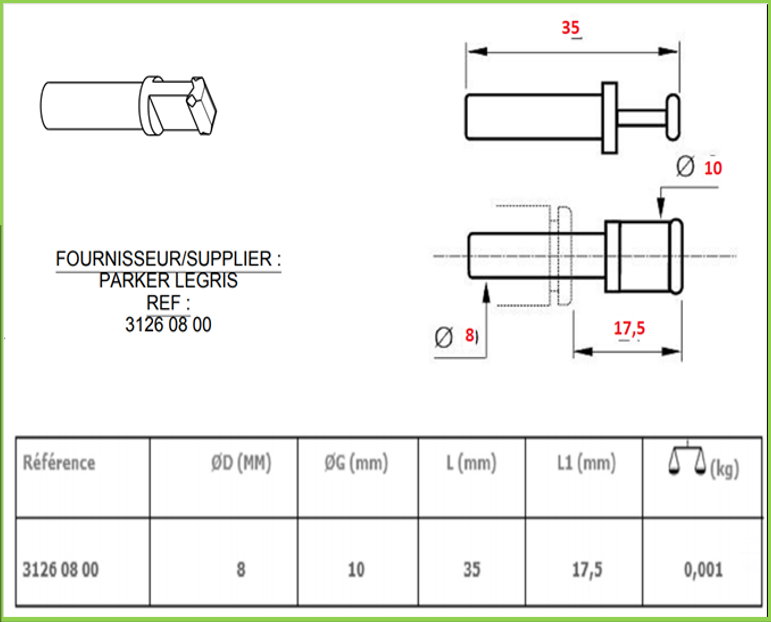 35
Ø 10
FOURNISSEUR/SUPPLIER :
PARKER LEGRIS
REF :
3126 08 00
Ø 8)
17,5
Référence ØD (MM) ØG (mm) L (mm) L1 (mm) (kg)
3126 08 00 8 10 35 17,5 0,001